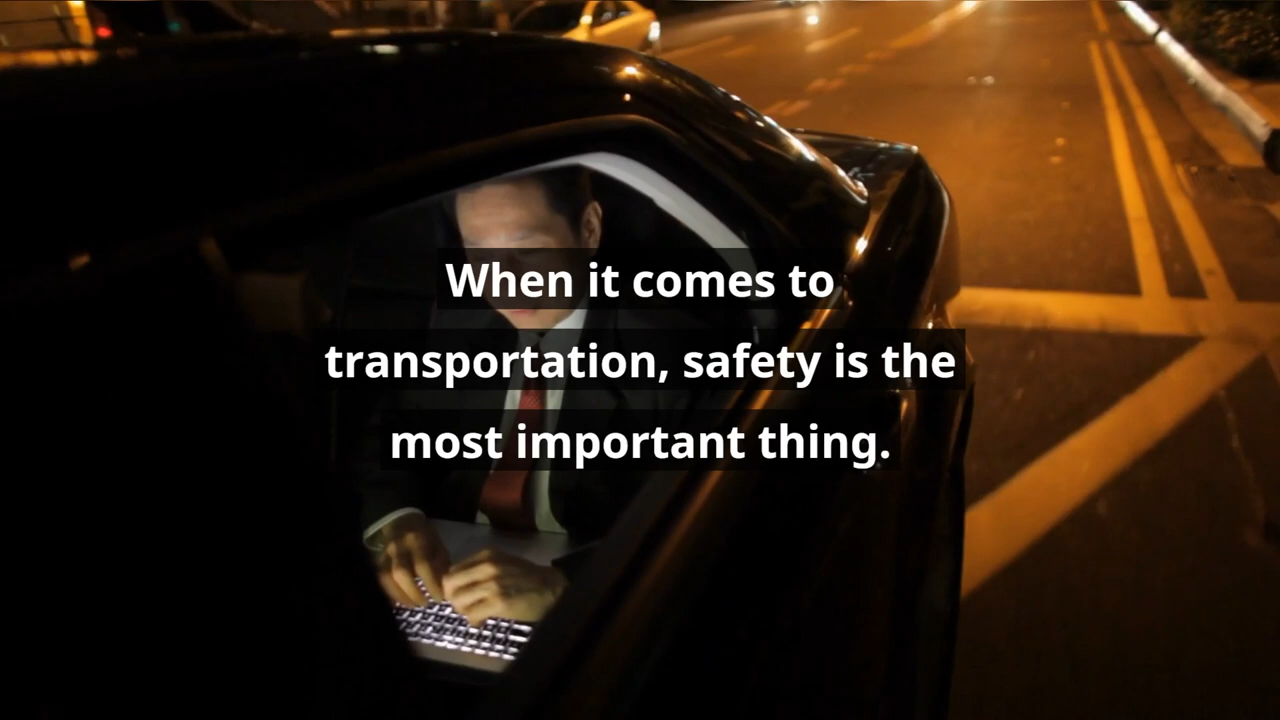 When it comes to
transportation, safety is the
most important thing.